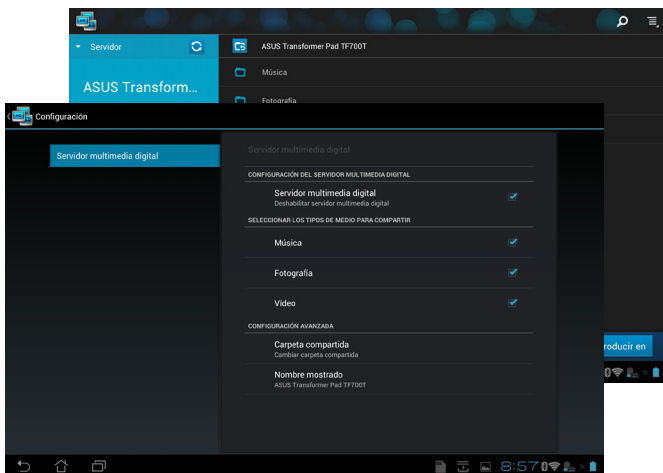 Servidor
ASUS Transformer Pad TF700T
ASUS Transform...
Música
Fotografía
Configuración
Servidor multimedia digital
Servidor multimedia digital
CONFIGURACIÓN DEL SERVIDOR MULTIMEDIA DIGITAL
Servidor multimedia digital
Deshabilitar servidor multimedia digital
SELECCIONAR LOS TIPOS DE MEDIO PARA COMPARTIR
Música
Fotografía
Video
CONFIGURACIÓN AVANZADA
Carpeta compartida
Cambiar carpeta compartida
Nombre mostrado
ASUS Transformer Pad TF700T
roducir en
8:57